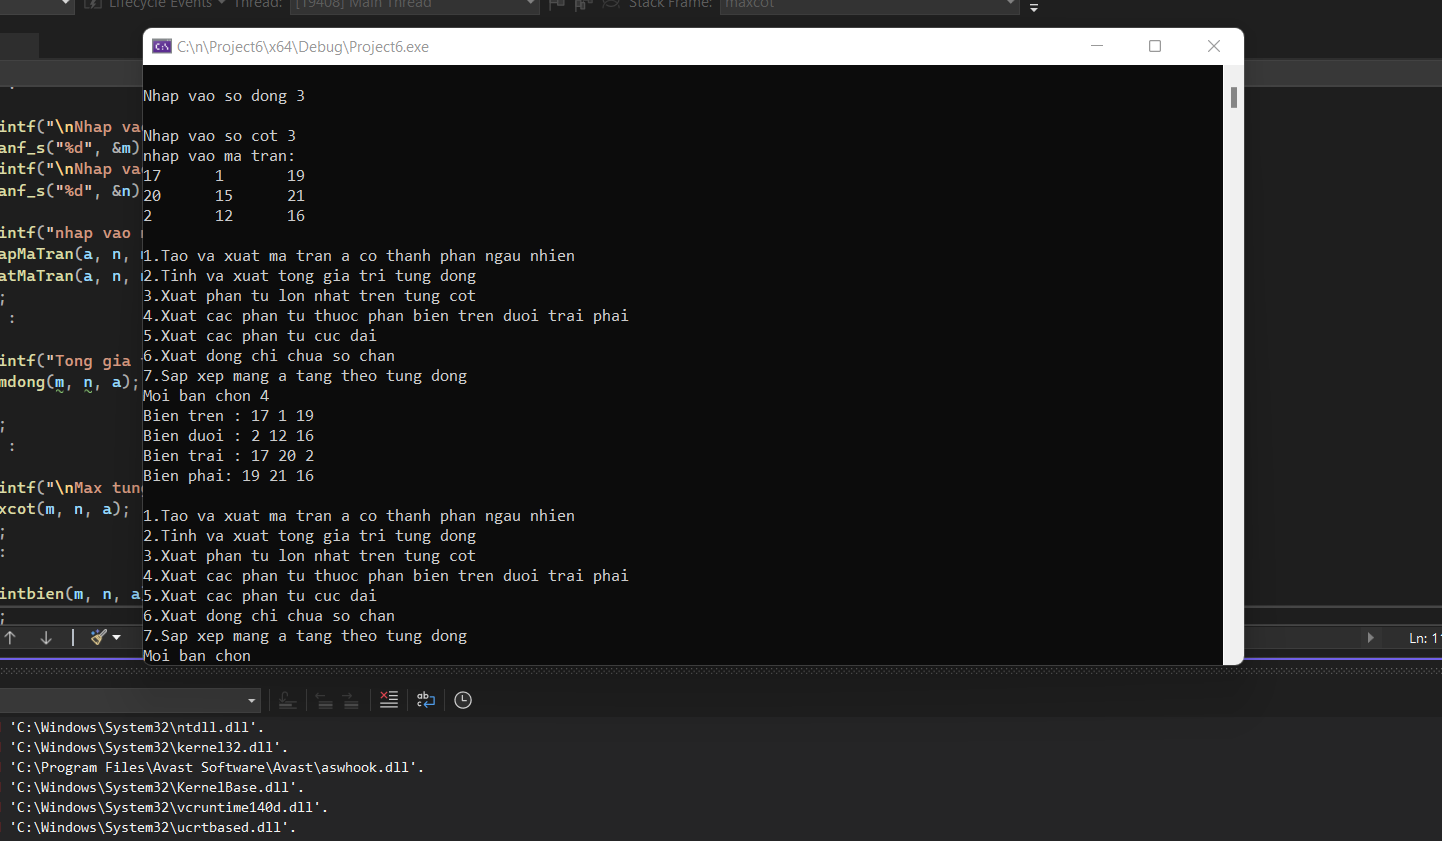 Lifecycle Events Thread: [19408] Main Thread Stack Frame: maxcot
C:\n\Project6\x64\Debug\Project6.exe
Nhap vao so dong 3
Nhap vao so cot 3
nhap vao ma tran:
17 1 19
20 15 21
2 12 16
1.Tao va xuat ma tran a co thanh phan ngau nhien
2.Tinh va xuat tong gia tri tung dong
3.Xuat phan tu lon nhat tren tung cot
4.Xuat cac phan tu thuoc phan bien tren duoi trai phai
5.Xuat cac phan tu cuc dai
6.Xuat dong chi chua so chan
7.Sap xep mang a tang theo tung dong
Moi ban chon 4
Bien tren : 17 1 19
Bien duoi : 2 12 16
Bien trai : 17 20 2
Bien phai: 19 21 16
1.Tao va xuat ma tran a co thanh phan ngau nhien
2.Tinh va xuat tong gia tri tung dong
3.Xuat phan tu lon nhat tren tung cot
4.Xuat cac phan tu thuoc phan bien tren duoi trai phai
5.Xuat cac phan tu cuc dai
6.Xuat dong chi chua so chan
7.Sap xep mang a tang theo tung dong
Moi ban chon
intf("\nNhap va
anf_s("%d", &m)
intf("\nNhap va
anf_s("%d", &n)
intf("nhap vao
apMaTran(a, n,
atMaTran(a, n,
;
:
intf("Tong gia
mdong(m, n, a);
;
:
intf("\nMax tun
xcot(m, n, a);
;
:
intbien(m, n, a
;
Ln: 11
'C:\Windows\System32\ntdll.dll'.
'C:\Windows\System32\kernel32.dll'.
'C:\Program Files\Avast Software\Avast\aswhook.dll'.
'C:\Windows\System32\KernelBase.dll'.
'C:\Windows\System32\vcruntime140d.dll'.
'C:\Windows\System32\ucrtbased.dll'.